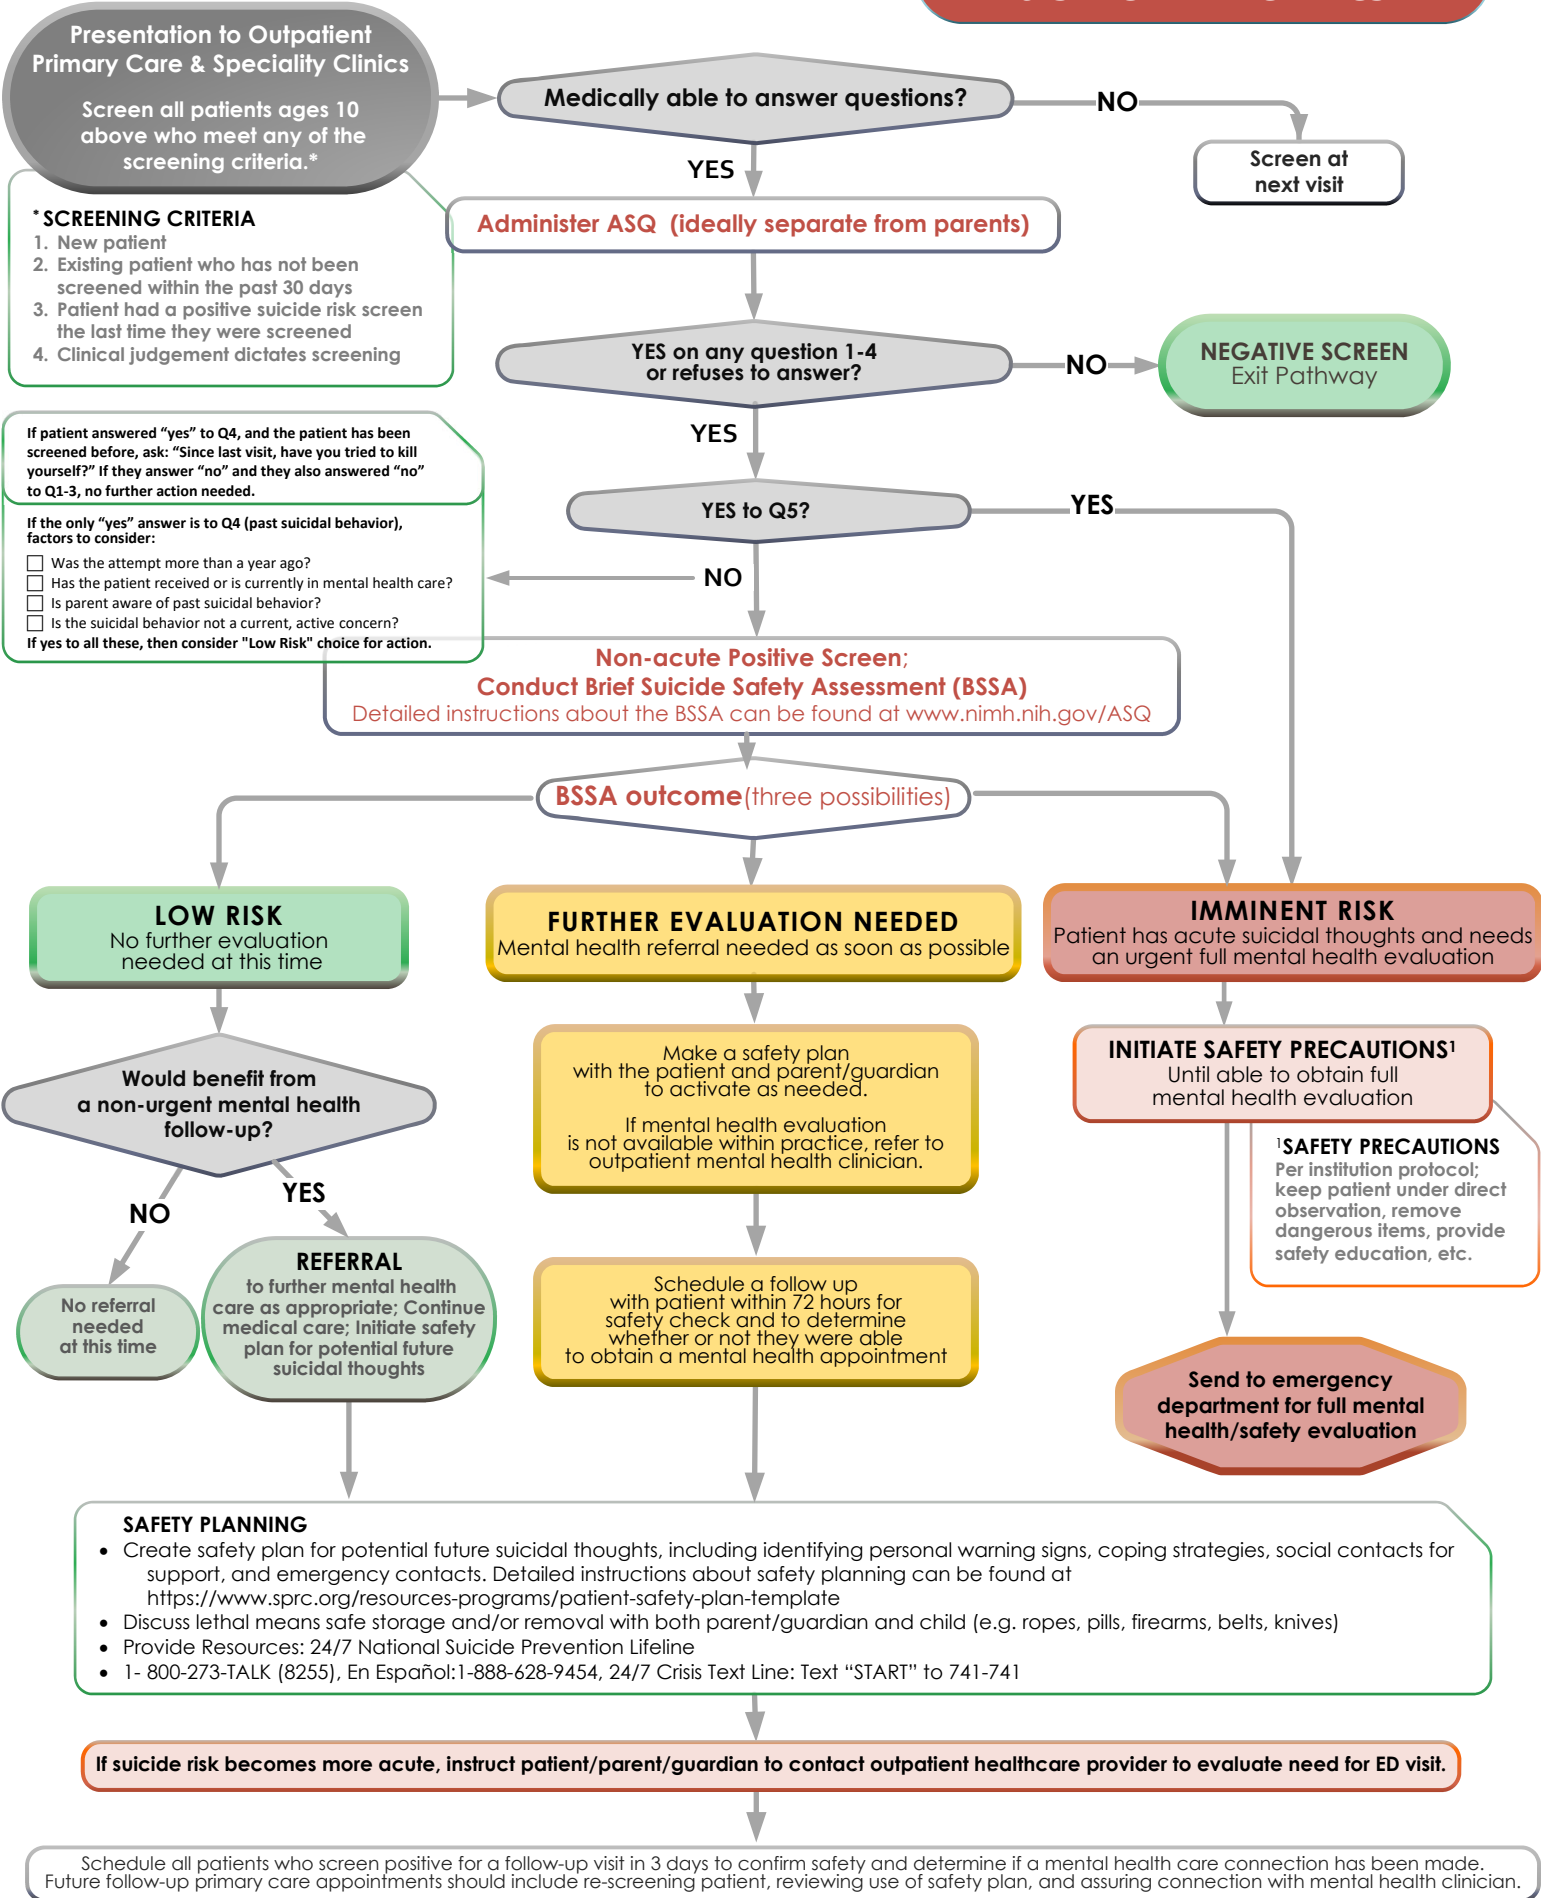 Presentation to Outpatient
Primary Care & Speciality Clinics
Screen all patients ages 10
above who meet any of the
screening criteria.*
Medically able to answer questions?
NO
Screen at
next visit
YES
* SCREENING CRITERIA
1. New patient
2. Existing patient who has not been
screened within the past 30 days
3. Patient had a positive suicide risk screen
the last time they were screened
4. Clinical judgement dictates screening
Administer ASQ (ideally separate from parents)
YES on any question 1-4
or refuses to answer?
NO
NEGATIVE SCREEN
Exit Pathway
YES
If patient answered “yes” to Q4, and the patient has been
screened before, ask: “Since last visit, have you tried to kill
yourself?” If they answer “no” and they also answered “no”
to Q1-3, no further action needed.
If the only “yes” answer is to Q4 (past suicidal behavior),
factors to consider:
Was the attempt more than a year ago?
Has the patient received or is currently in mental health care?
Is parent aware of past suicidal behavior?
Is the suicidal behavior not a current, active concern?
If yes to all these, then consider "Low Risk" choice for action.
YES to Q5?
YES
NO
Non-acute Positive Screen;
Conduct Brief Suicide Safety Assessment (BSSA)
Detailed instructions about the BSSA can be found at www.nimh.nih.gov/ASQ
BSSA outcome(three possibilities)
LOW RISK
No further evaluation
needed at this time
FURTHER EVALUATION NEEDED
Mental health referral needed as soon as possible
IMMINENT RISK
Patient has acute suicidal thoughts and needs
an urgent full mental health evaluation
Would benefit from
a non-urgent mental health
follow-up?
NO
YES
No referral
needed
at this time
REFERRAL
to further mental health
care as appropriate; Continue
medical care; Initiate safety
plan for potential future
suicidal thoughts
Make a safety plan
with the patient and parent/guardian
to activate as needed.
If mental health evaluation
is not available within practice, refer to
outpatient mental health clinician.
Schedule a follow up
with patient within 72 hours for
safety check and to determine
whether or not they were able
to obtain a mental health appointment
INITIATE SAFETY PRECAUTIONS¹
Until able to obtain full
mental health evaluation
¹SAFETY PRECAUTIONS
Per institution protocol;
keep patient under direct
observation, remove
dangerous items, provide
safety education, etc.
Send to emergency
department for full mental
health/safety evaluation
SAFETY PLANNING
• Create safety plan for potential future suicidal thoughts, including identifying personal warning signs, coping strategies, social contacts for
support, and emergency contacts. Detailed instructions about safety planning can be found at
https://www.sprc.org/resources-programs/patient-safety-plan-template
• Discuss lethal means safe storage and/or removal with both parent/guardian and child (e.g. ropes, pills, firearms, belts, knives)
• Provide Resources: 24/7 National Suicide Prevention Lifeline
• 1- 800-273-TALK (8255), En Español:1-888-628-9454, 24/7 Crisis Text Line: Text “START” to 741-741
If suicide risk becomes more acute, instruct patient/parent/guardian to contact outpatient healthcare provider to evaluate need for ED visit.
Schedule all patients who screen positive for a follow-up visit in 3 days to confirm safety and determine if a mental health care connection has been made.
Future follow-up primary care appointments should include re-screening patient, reviewing use of safety plan, and assuring connection with mental health clinician.